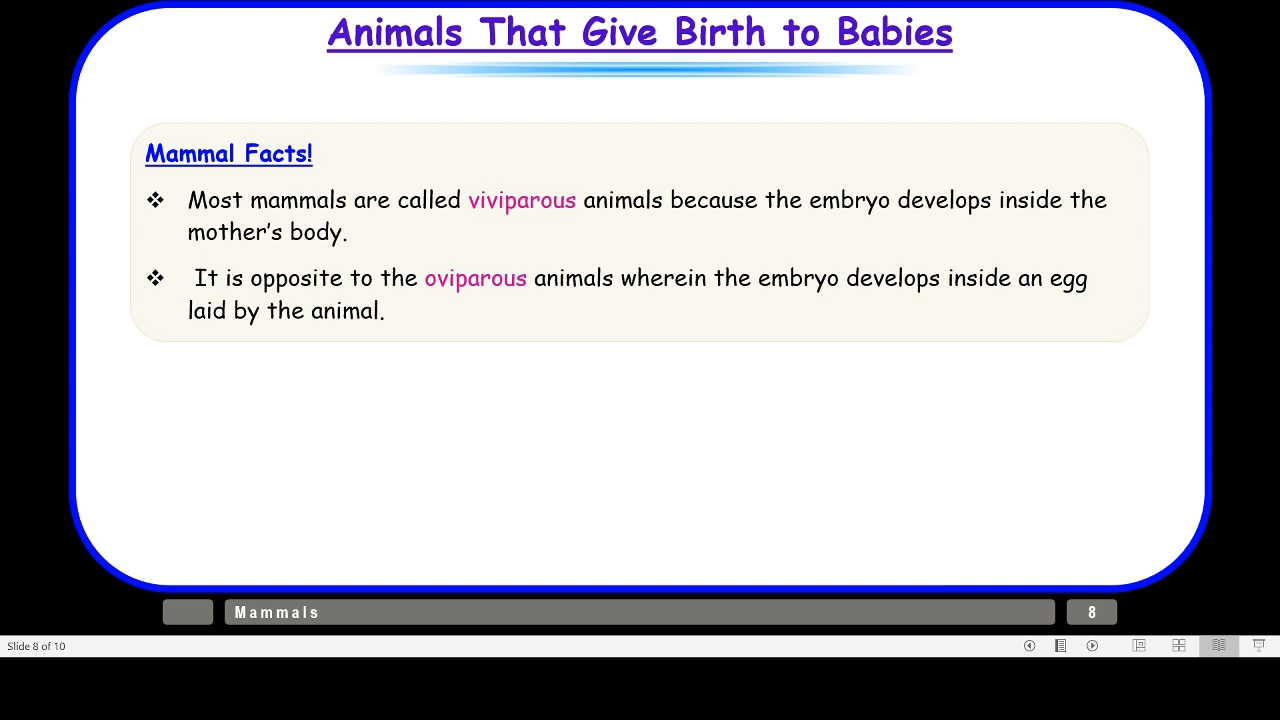 Animals That Give Birth to Babies
Mammal Facts!
❖ Most mammals are called viviparous animals because the embryo develops inside the
mother's body.
❖ It is opposite to the oviparous animals wherein the embryo develops inside an egg
laid by the animal.
Mammals
8
Slide 8 of 10